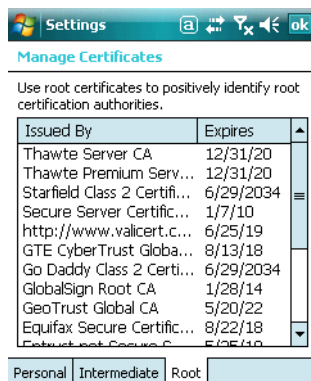 Settings ok
Manage Certificates
Use root certificates to positively identify root
certification authorities.
Issued By Expires
Thawte Server CA 12/31/20
Thawte Premium Serv... 12/31/20
Starfield Class 2 Certifi... 6/29/2034
Secure Server Certific... 1/7/10
http://www.valicert.c... 6/25/19
GTE CyberTrust Globa... 8/13/18
Go Daddy Class 2 Certi... 6/29/2034
GlobalSign Root CA 1/28/14
GeoTrust Global CA 5/20/22
Equifax Secure Certific... 8/22/18
Personal Intermediate Root